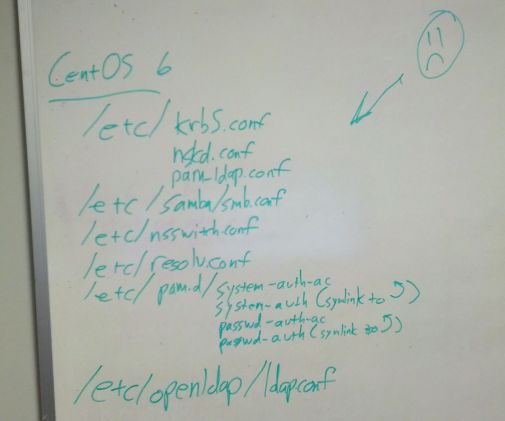 CentOS 6
/etc/krb5.conf
nslcd.conf
pam_ldap.conf
/etc/samba/smb.conf
/etc/nsswith.conf
/etc/resolv.conf
/etc/pam.d/system-auth-ac
system-auth (symlink to ⤴)
passwd-auth-ac
passwd-auth (symlink to ⤴)
/etc/openldap/ldap.conf